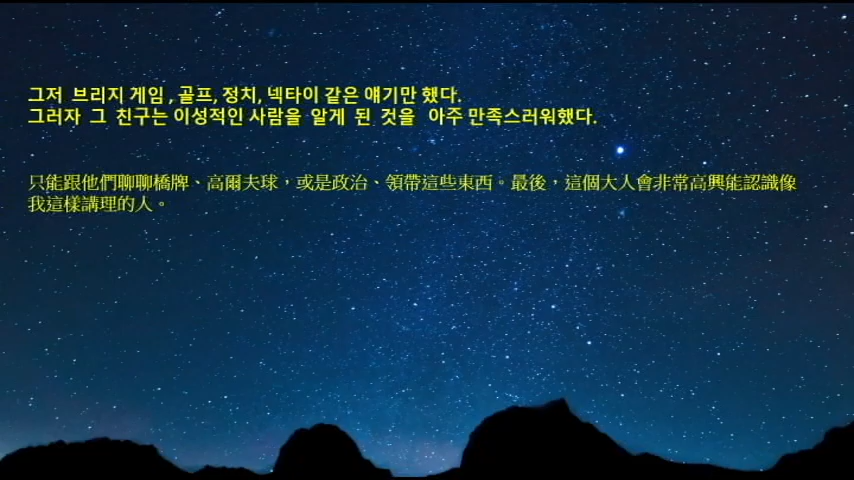 그저 브리지 게임 , 골프, 정치, 넥타이 같은 얘기만 했다.
그러자 그 친구는 이성적인 사람을 알게 된 것을 아주 만족스러워했다.
只能跟他們聊聊橋牌、高爾夫球，或是政治、領帶這些東西。最後，這個大人會非常高興能認識像
我這樣講理的人。